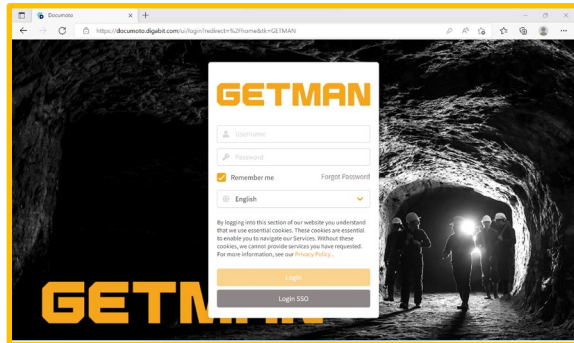 Documoto
https://documoto.digabit.com/ui/login?redirect=%2Fhome&tk=GETMAN
GETMAN
Username
Password
Remember me
Forgot Password
English
By logging into this section of our website you understand
that we use essential cookies. These cookies are essential
to enable you to navigate our Services. Without these
cookies, we cannot provide services you have requested.
For more information, see our Privacy Policy .
Login
Login SSO
GETM